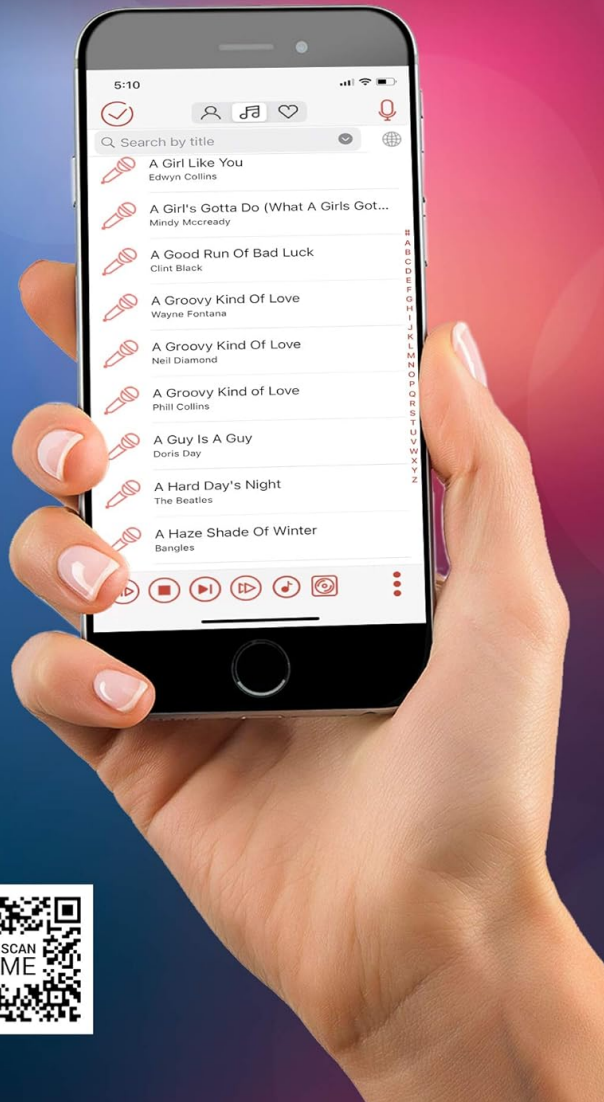 5:10
Search by title
A Girl Like You
Edwyn Collins
A Girl's Gotta Do (What A Girls Got...
Mindy Mccready
A Good Run Of Bad Luck
Clint Black
A Groovy Kind Of Love
Wayne Fontana
A Groovy Kind Of Love
Neil Diamond
A Groovy Kind of Love
Phill Collins
A Guy Is A Guy
Doris Day
A Hard Day's Night
The Beatles
A Haze Shade Of Winter
Bangles
#
A
B
C
D
E
F
G
H
I
J
K
L
M
N
O
P
Q
R
S
T
U
V
W
X
Y
Z
SCAN
ME